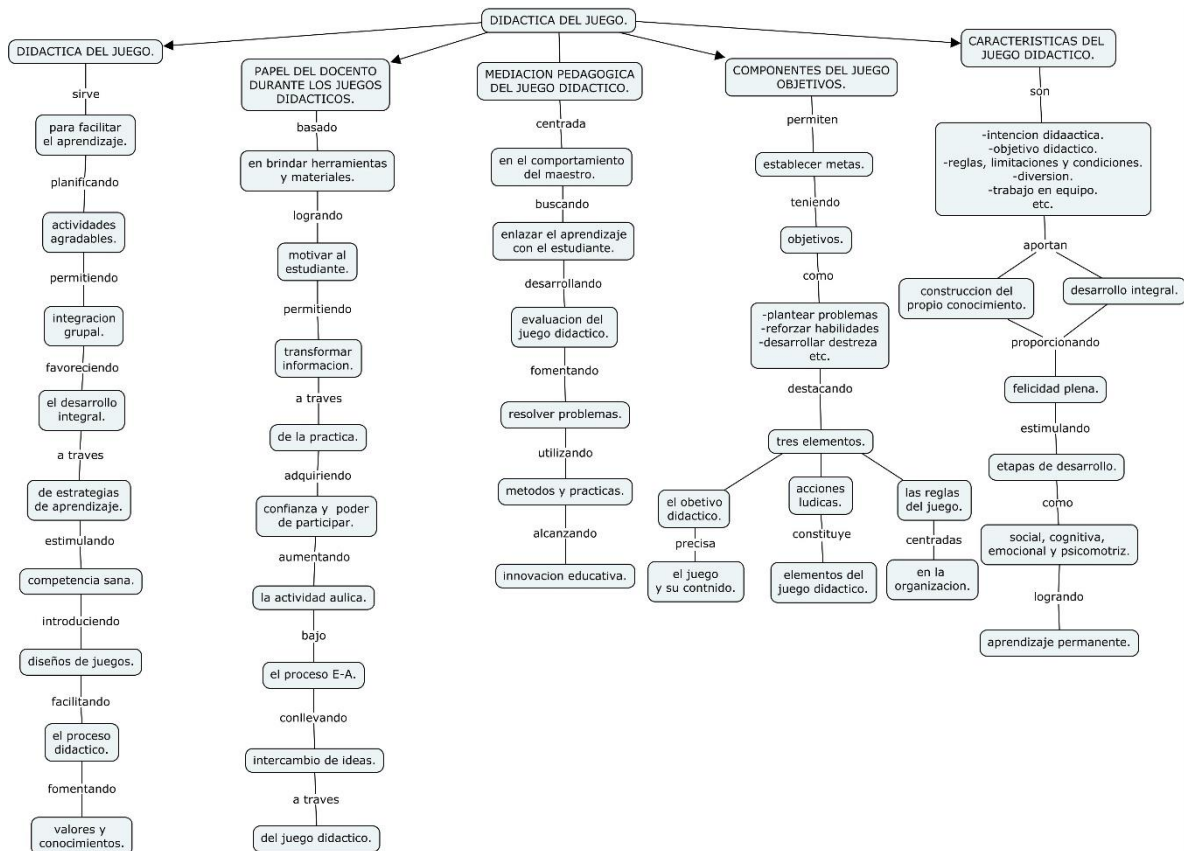 DIDACTICA DEL JUEGO.
DIDACTICA DEL JUEGO.
sirve
para facilitar
el aprendizaje.
planificando
actividades
agradables.
permitiendo
integracion
grupal.
favoreciendo
el desarrollo
integral.
a traves
de estrategias
de aprendizaje.
estimulando
competencia sana.
introduciendo
diseños de juegos.
facilitando
el proceso
didactico.
fomentando
valores y
conocimientos.
PAPEL DEL DOCENTO
DURANTE LOS JUEGOS
DIDACTICOS.
basado
en brindar herramientas
y materiales.
logrando
motivar al
estudiante.
permitiendo
transformar
informacion.
a traves
de la practica.
adquiriendo
confianza y poder
de participar.
aumentando
la actividad aulica.
bajo
el proceso E-A.
conllevando
intercambio de ideas.
a traves
del juego didactico.
MEDIACION PEDAGOGICA
DEL JUEGO DIDACTICO.
centrada
en el comportamiento
del maestro.
buscando
enlazar el aprendizaje
con el estudiante.
desarrollando
evaluacion del
juego didactico.
fomentando
resolver problemas.
utilizando
metodos y practicas.
alcanzando
innovacion educativa.
COMPONENTES DEL JUEGO
OBJETIVOS.
permiten
establecer metas.
teniendo
objetivos.
como
-plantear problemas
-reforzar habilidades
-desarrollar destreza
etc.
destacando
tres elementos.
el obetivo
didactico.
precisa
el juego
y su contnido.
acciones
ludicas.
constituye
elementos del
juego didactico.
las reglas
del juego.
centradas
en la
organizacion.
CARACTERISTICAS DEL
JUEGO DIDACTICO.
son
-intencion didaactica.
-objetivo didactico.
-reglas, limitaciones y condiciones.
-diversion.
-trabajo en equipo.
etc.
aportan
construccion del
propio conocimiento.
desarrollo integral.
proporcionando
felicidad plena.
estimulando
etapas de desarrollo.
como
social, cognitiva,
emocional y psicomotriz.
logrando
aprendizaje permanente.